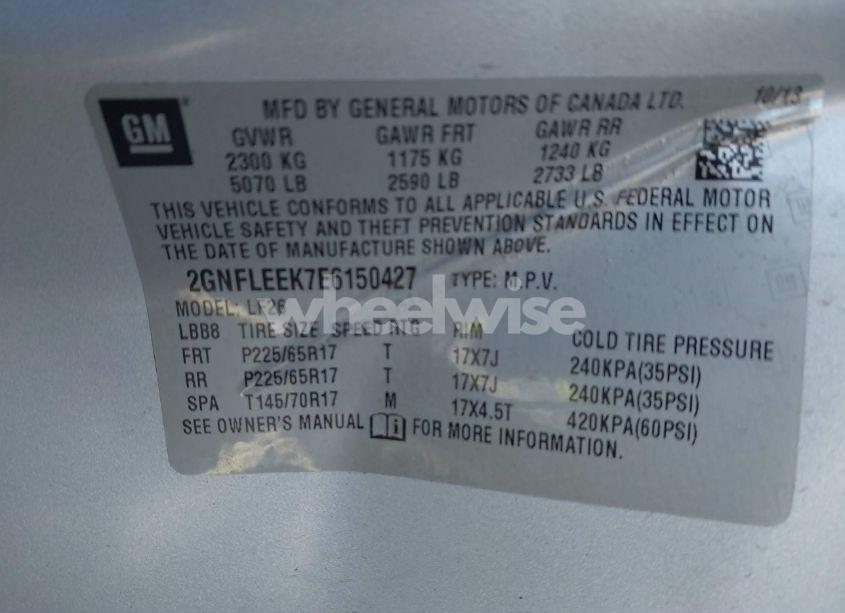 GM
MFD BY GENERAL MOTORS OF CANADA LTD. 10/13
GVWR GAWR FRT GAWR RR
2300 KG 1175 KG 1240 KG
5070 LB 2590 LB 2733 LB
THIS VEHICLE CONFORMS TO ALL APPLICABLE U.S. FEDERAL MOTOR
VEHICLE SAFETY AND THEFT PREVENTION STANDARDS IN EFFECT ON
THE DATE OF MANUFACTURE SHOWN ABOVE.
2GNFLEEK7E6150427 TYPE: M.P.V.
MODEL: LF26
wheelwise
LBB8 TIRE SIZE SPEED RTG RIM COLD TIRE PRESSURE
FRT P225/65R17 T 17X7J 240KPA(35PSI)
RR P225/65R17 T 17X7J 240KPA(35PSI)
SPA T145/70R17 M 17X4.5T 420KPA(60PSI)
SEE OWNER'S MANUAL i FOR MORE INFORMATION.